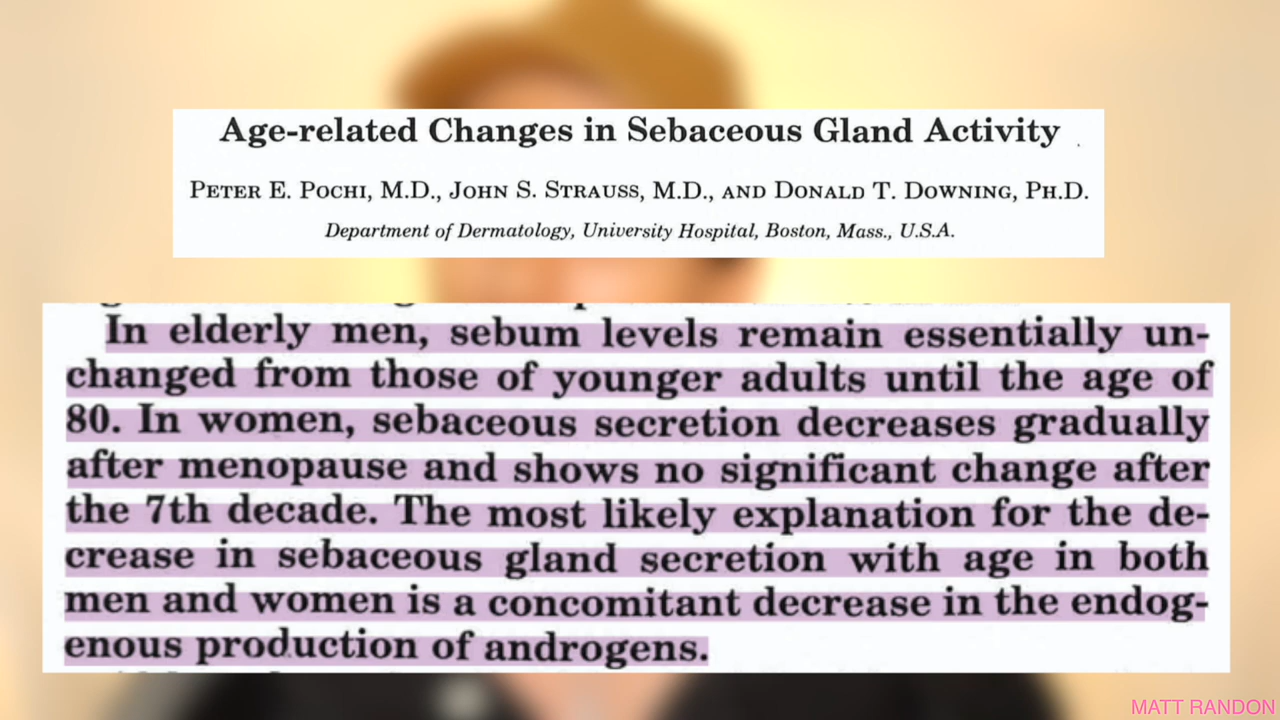 Age-related Changes in Sebaceous Gland Activity
PETER E. POCHI, M.D., JOHN S. STRAUSS, M.D., AND DONALD T. DOWNING, PH.D.
Department of Dermatology, University Hospital, Boston, Mass., U.S.A.
In elderly men, sebum levels remain essentially un-
changed from those of younger adults until the age of
80. In women, sebaceous secretion decreases gradually
after menopause and shows no significant change after
the 7th decade. The most likely explanation for the de-
crease in sebaceous gland secretion with age in both
men and women is a concomitant decrease in the endog-
enous production of androgens.
MATT RANDON